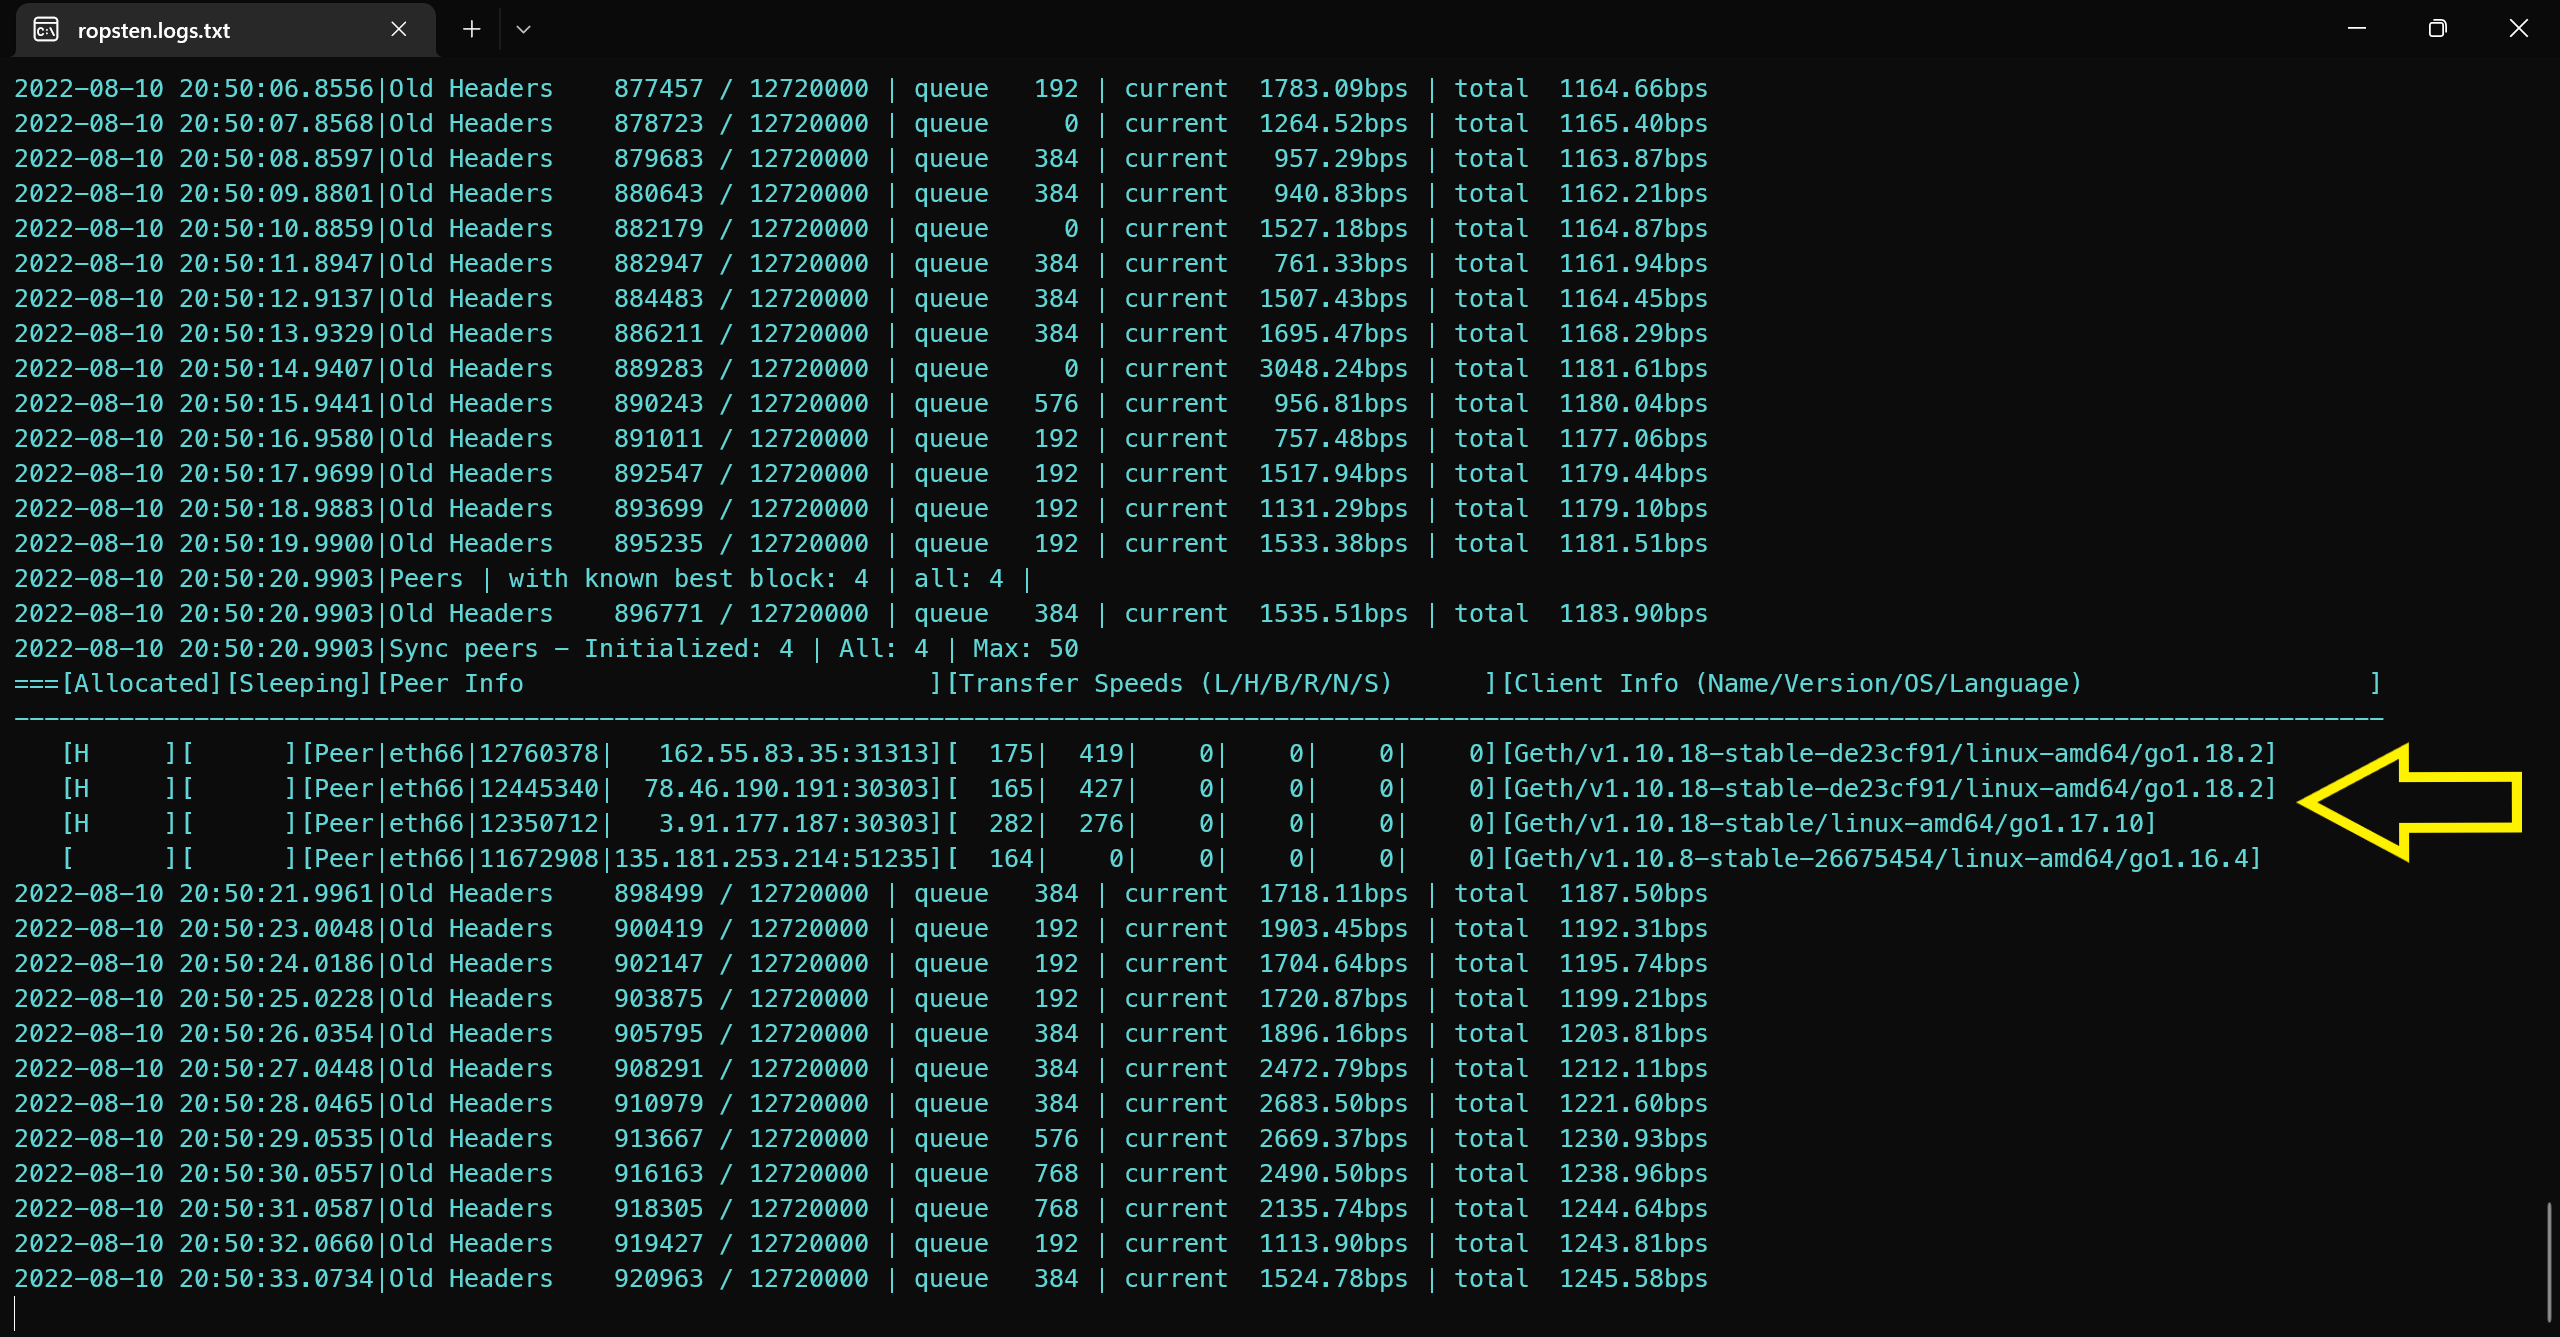 ropsten.logs.txt
2022-08-10 20:50:06.8556|Old Headers    877457 / 12720000 | queue   192 | current  1783.09bps | total  1164.66bps
2022-08-10 20:50:07.8568|Old Headers    878723 / 12720000 | queue     0 | current  1264.52bps | total  1165.40bps
2022-08-10 20:50:08.8597|Old Headers    879683 / 12720000 | queue   384 | current   957.29bps | total  1163.87bps
2022-08-10 20:50:09.8801|Old Headers    880643 / 12720000 | queue   384 | current   940.83bps | total  1162.21bps
2022-08-10 20:50:10.8859|Old Headers    882179 / 12720000 | queue     0 | current  1527.18bps | total  1164.87bps
2022-08-10 20:50:11.8947|Old Headers    882947 / 12720000 | queue   384 | current   761.33bps | total  1161.94bps
2022-08-10 20:50:12.9137|Old Headers    884483 / 12720000 | queue   384 | current  1507.43bps | total  1164.45bps
2022-08-10 20:50:13.9329|Old Headers    886211 / 12720000 | queue   384 | current  1695.47bps | total  1168.29bps
2022-08-10 20:50:14.9407|Old Headers    889283 / 12720000 | queue     0 | current  3048.24bps | total  1181.61bps
2022-08-10 20:50:15.9441|Old Headers    890243 / 12720000 | queue   576 | current   956.81bps | total  1180.04bps
2022-08-10 20:50:16.9580|Old Headers    891011 / 12720000 | queue   192 | current   757.48bps | total  1177.06bps
2022-08-10 20:50:17.9699|Old Headers    892547 / 12720000 | queue   192 | current  1517.94bps | total  1179.44bps
2022-08-10 20:50:18.9883|Old Headers    893699 / 12720000 | queue   192 | current  1131.29bps | total  1179.10bps
2022-08-10 20:50:19.9900|Old Headers    895235 / 12720000 | queue   192 | current  1533.38bps | total  1181.51bps
2022-08-10 20:50:20.9903|Peers | with known best block: 4 | all: 4 |
2022-08-10 20:50:20.9903|Old Headers    896771 / 12720000 | queue   384 | current  1535.51bps | total  1183.90bps
2022-08-10 20:50:20.9903|Sync peers - Initialized: 4 | All: 4 | Max: 50
===[Allocated][Sleeping][Peer Info                           ][Transfer Speeds (L/H/B/R/N/S)      ][Client Info (Name/Version/OS/Language)                   ]
--------------------------------------------------------------------------------------------------------------------------------------------------------------
   [H     ][       ][Peer|eth66|12760378|   162.55.83.35:31313][  175|  419|    0|    0|    0|    0][Geth/v1.10.18-stable-de23cf91/linux-amd64/go1.18.2]
   [H     ][       ][Peer|eth66|12445340|  78.46.190.191:30303][  165|  427|    0|    0|    0|    0][Geth/v1.10.18-stable-de23cf91/linux-amd64/go1.18.2]
   [H     ][       ][Peer|eth66|12350712|   3.91.177.187:30303][  282|  276|    0|    0|    0|    0][Geth/v1.10.18-stable/linux-amd64/go1.17.10]
   [      ][       ][Peer|eth66|11672908|135.181.253.214:51235][  164|    0|    0|    0|    0|    0][Geth/v1.10.8-stable-26675454/linux-amd64/go1.16.4]
2022-08-10 20:50:21.9961|Old Headers    898499 / 12720000 | queue   384 | current  1718.11bps | total  1187.50bps
2022-08-10 20:50:23.0048|Old Headers    900419 / 12720000 | queue   192 | current  1903.45bps | total  1192.31bps
2022-08-10 20:50:24.0186|Old Headers    902147 / 12720000 | queue   192 | current  1704.64bps | total  1195.74bps
2022-08-10 20:50:25.0228|Old Headers    903875 / 12720000 | queue   192 | current  1720.87bps | total  1199.21bps
2022-08-10 20:50:26.0354|Old Headers    905795 / 12720000 | queue   384 | current  1896.16bps | total  1203.81bps
2022-08-10 20:50:27.0448|Old Headers    908291 / 12720000 | queue   384 | current  2472.79bps | total  1212.11bps
2022-08-10 20:50:28.0465|Old Headers    910979 / 12720000 | queue   384 | current  2683.50bps | total  1221.60bps
2022-08-10 20:50:29.0535|Old Headers    913667 / 12720000 | queue   576 | current  2669.37bps | total  1230.93bps
2022-08-10 20:50:30.0557|Old Headers    916163 / 12720000 | queue   768 | current  2490.50bps | total  1238.96bps
2022-08-10 20:50:31.0587|Old Headers    918305 / 12720000 | queue   768 | current  2135.74bps | total  1244.64bps
2022-08-10 20:50:32.0660|Old Headers    919427 / 12720000 | queue   192 | current  1113.90bps | total  1243.81bps
2022-08-10 20:50:33.0734|Old Headers    920963 / 12720000 | queue   384 | current  1524.78bps | total  1245.58bps